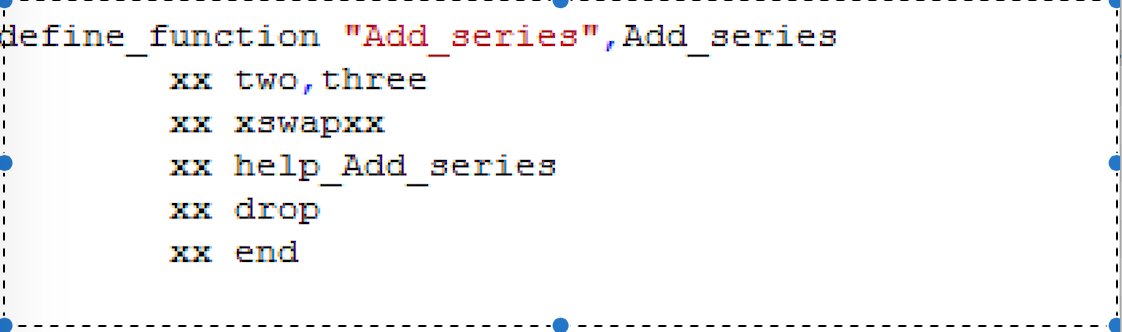 define_function "Add_series",Add_series
xx two,three
xx xswapxx
xx help_Add_series
xx drop
xx end